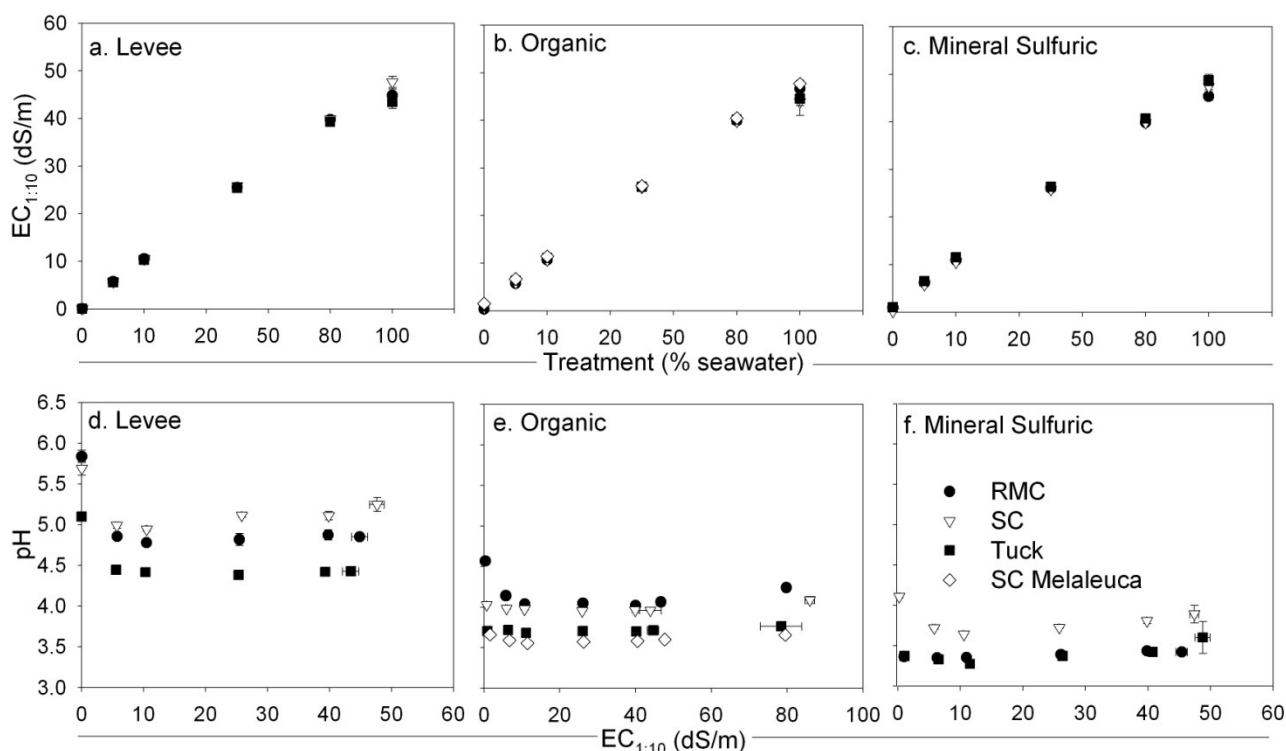 60
50
40
30
20
10
0
EC1:10 (dS/m)
a. Levee
b. Organic
c. Mineral Sulfuric
0 10 20 50 80 100
0 10 20 50 80 100
0 10 20 50 80 100
Treatment (% seawater)
6.5
6.0
5.5
5.0
4.5
4.0
3.5
3.0
pH
d. Levee
e. Organic
f. Mineral Sulfuric
RMC
SC
Tuck
SC Melaleuca
0 10 20 30 40 50 60
0 20 40 60 80 100
0 10 20 30 40 50 60
EC1:10 (dS/m)